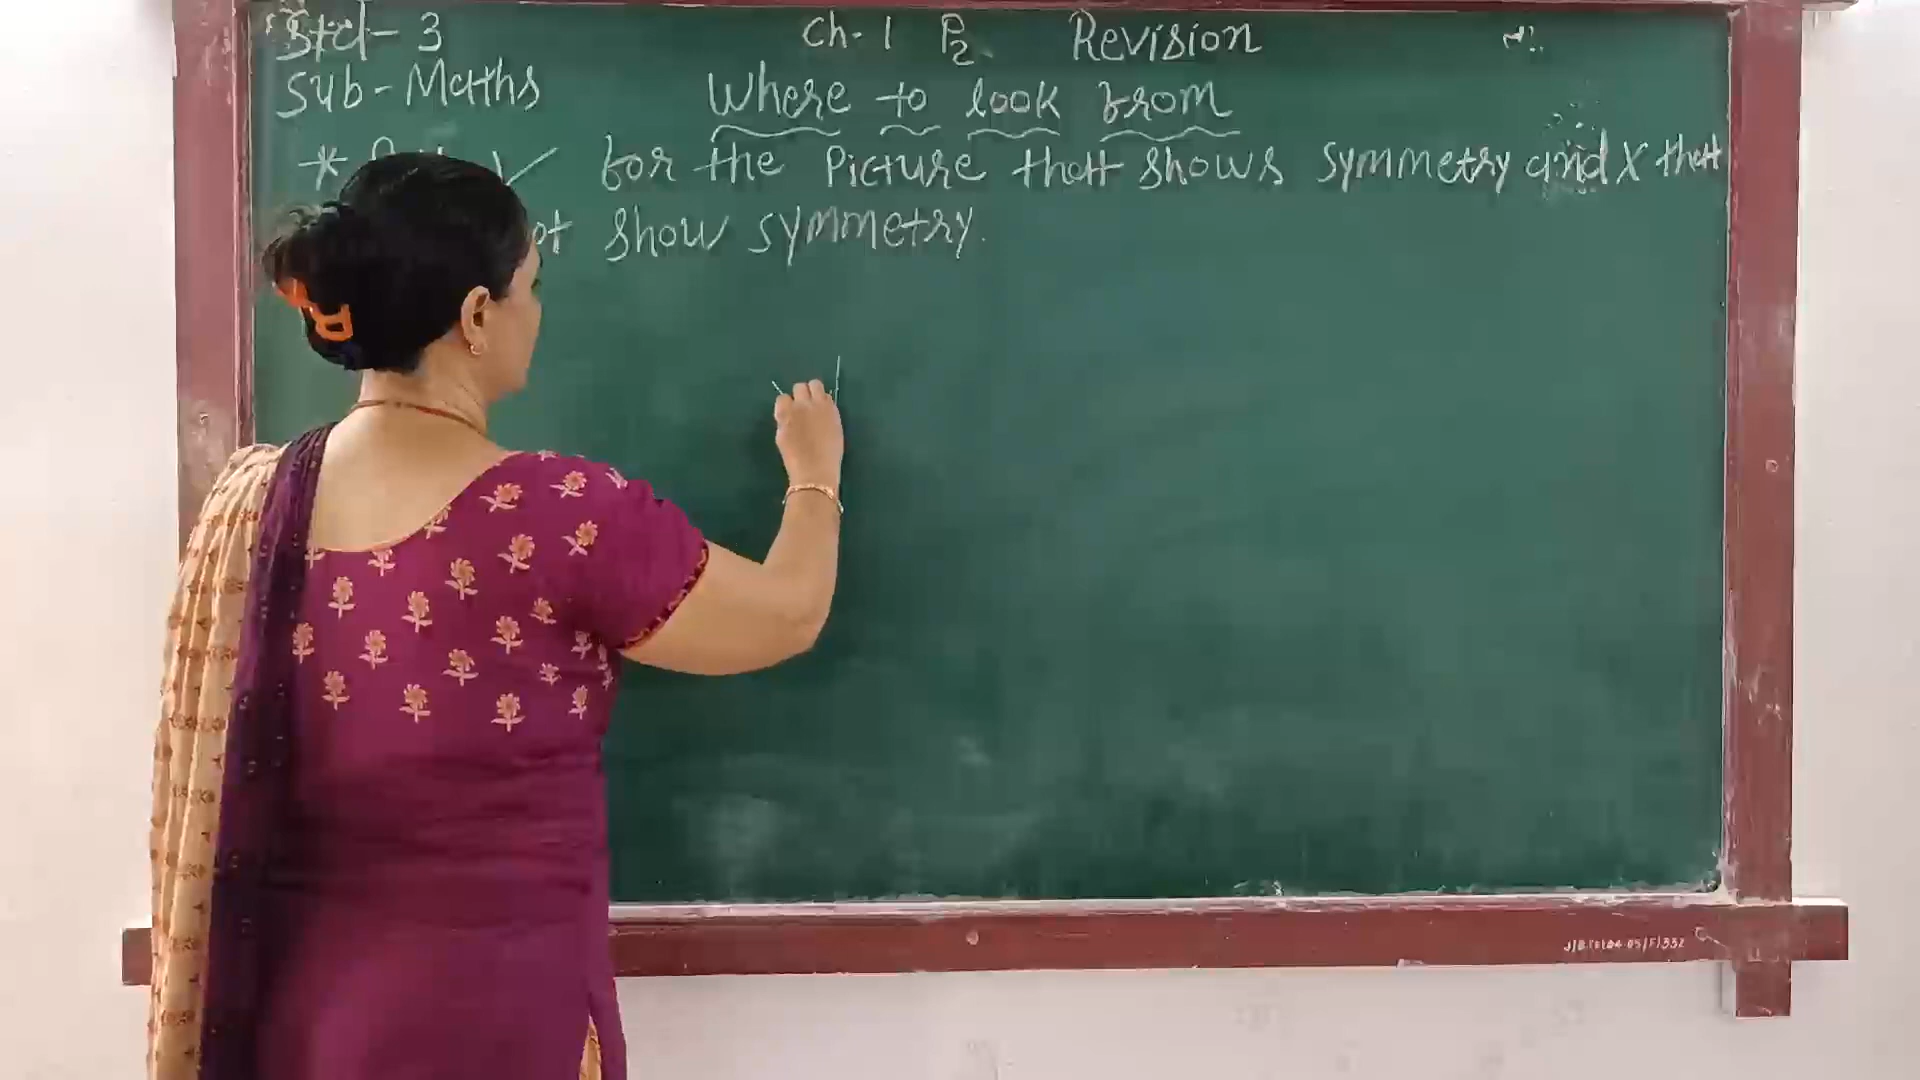 Std - 3 Ch-1 P2 Revision
Sub - Maths Where to look from
* ✓ for the Picture that shows symmetry and X that
show symmetry.